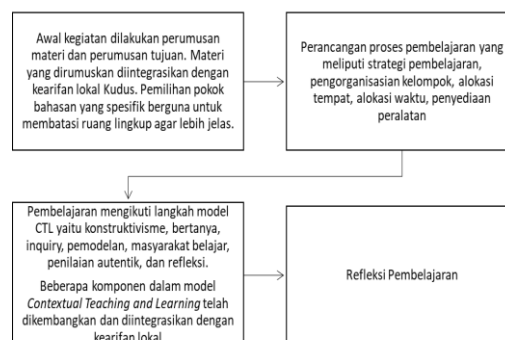 Awal kegiatan dilakukan perumusan
materi dan perumusan tujuan. Materi
yang dirumuskan diintegrasikan dengan
kearifan lokal Kudus. Pemilihan pokok
bahasan yang spesifik berguna untuk
membatasi ruang lingkup agar lebih jelas.
Perancangan proses pembelajaran yang
meliputi strategi pembelajaran,
pengorganisasian kelompok, alokasi
tempat, alokasi waktu, penyediaan
peralatan
Pembelajaran mengikuti langkah model
CTL yaitu konstruktivisme, bertanya,
inquiry, pemodelan, masyarakat belajar,
penilaian autentik, dan refleksi.
Beberapa komponen dalam model
Contextual Teaching and Learning telah
dikembangkan dan diintegrasikan dengan
kearifan lokal
Refleksi Pembelajaran